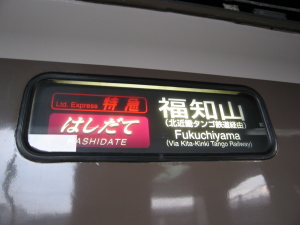 Ltd. Express 特急
はしだて
HASHIDATE
福知山
(北近畿タンゴ鉄道経由)
Fukuchiyama
(Via Kita-Kinki Tango Railway)